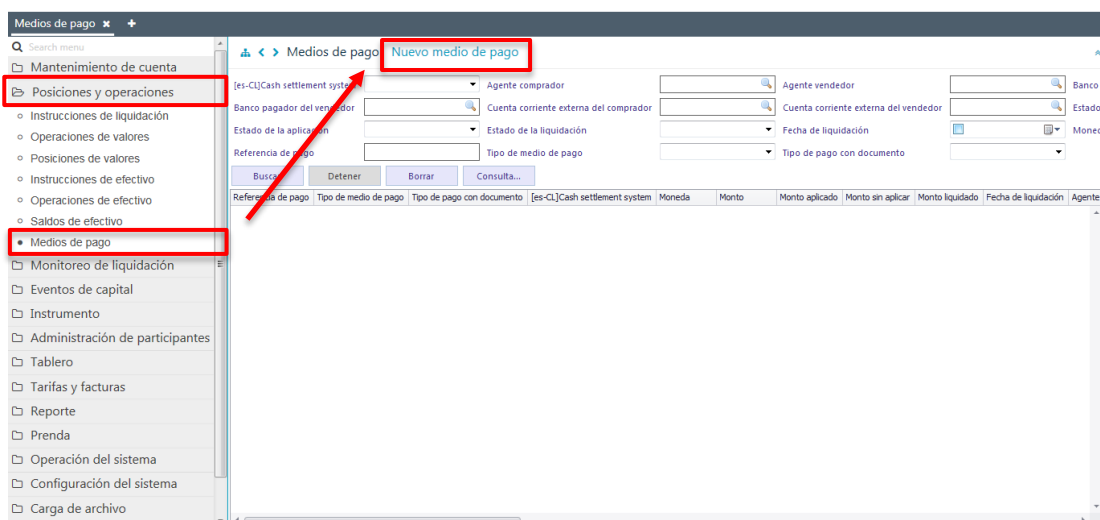 Medios de pago × +
Search menu
Mantenimiento de cuenta
Posiciones y operaciones
Instrucciones de liquidación
Operaciones de valores
Posiciones de valores
Instrucciones de efectivo
Operaciones de efectivo
Saldos de efectivo
Medios de pago
Monitoreo de liquidación
Eventos de capital
Instrumento
Administración de participantes
Tablero
Tarifas y facturas
Reporte
Prenda
Operación del sistema
Configuración del sistema
Carga de archivo
Medios de pago Nuevo medio de pago
[es-CL]Cash settlement system Agente comprador Agente vendedor Banco
Banco pagador del vendedor Cuenta corriente externa del comprador Cuenta corriente externa del vendedor Estado
Estado de la aplicación Estado de la liquidación Fecha de liquidación Moned
Referencia de pago Tipo de medio de pago Tipo de pago con documento
Buscar Detener Borrar Consulta...
Referencia de pago Tipo de medio de pago Tipo de pago con documento [es-CL]Cash settlement system Moneda Monto Monto aplicado Monto sin aplicar Monto liquidado Fecha de liquidación Agente